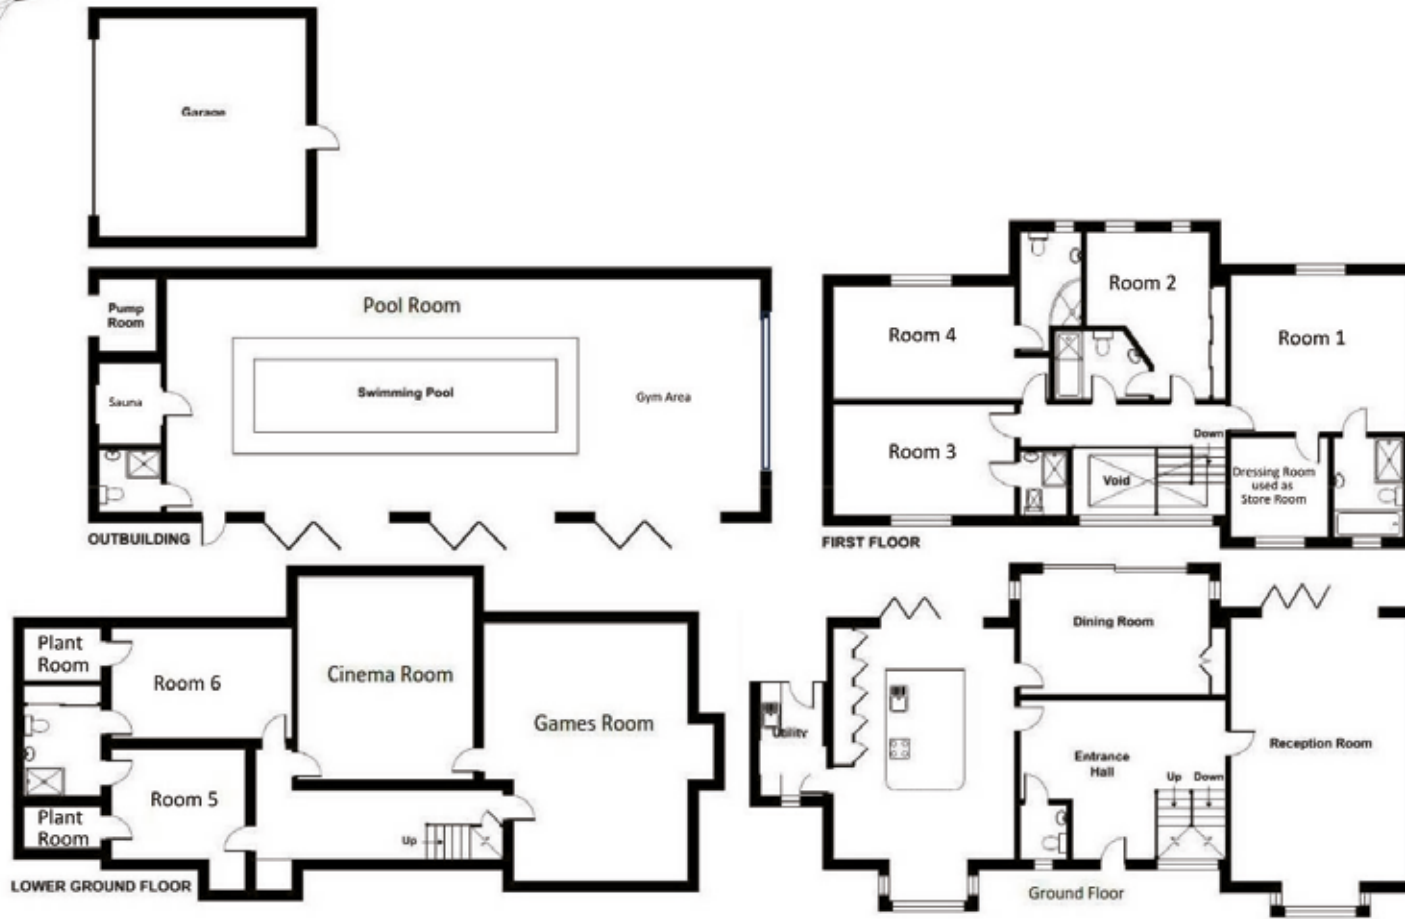 Garage
Pump
Room
Pool Room
Sauna
Swimming Pool
Gym Area
OUTBUILDING
Room 4
Room 2
Room 1
Room 3
Down
Void
Dressing Room
used as
Store Room
FIRST FLOOR
Plant
Room
Room 6
Cinema Room
Games Room
Room 5
Plant
Room
Up
LOWER GROUND FLOOR
Utility
Dining Room
Entrance
Hall
Up
Down
Reception Room
Ground Floor